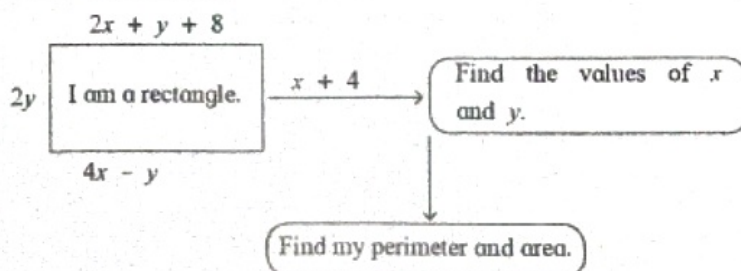 2x + y + 8
2y
I am a rectangle.
x + 4
Find the values of x
and y.
4x - y
Find my perimeter and area.